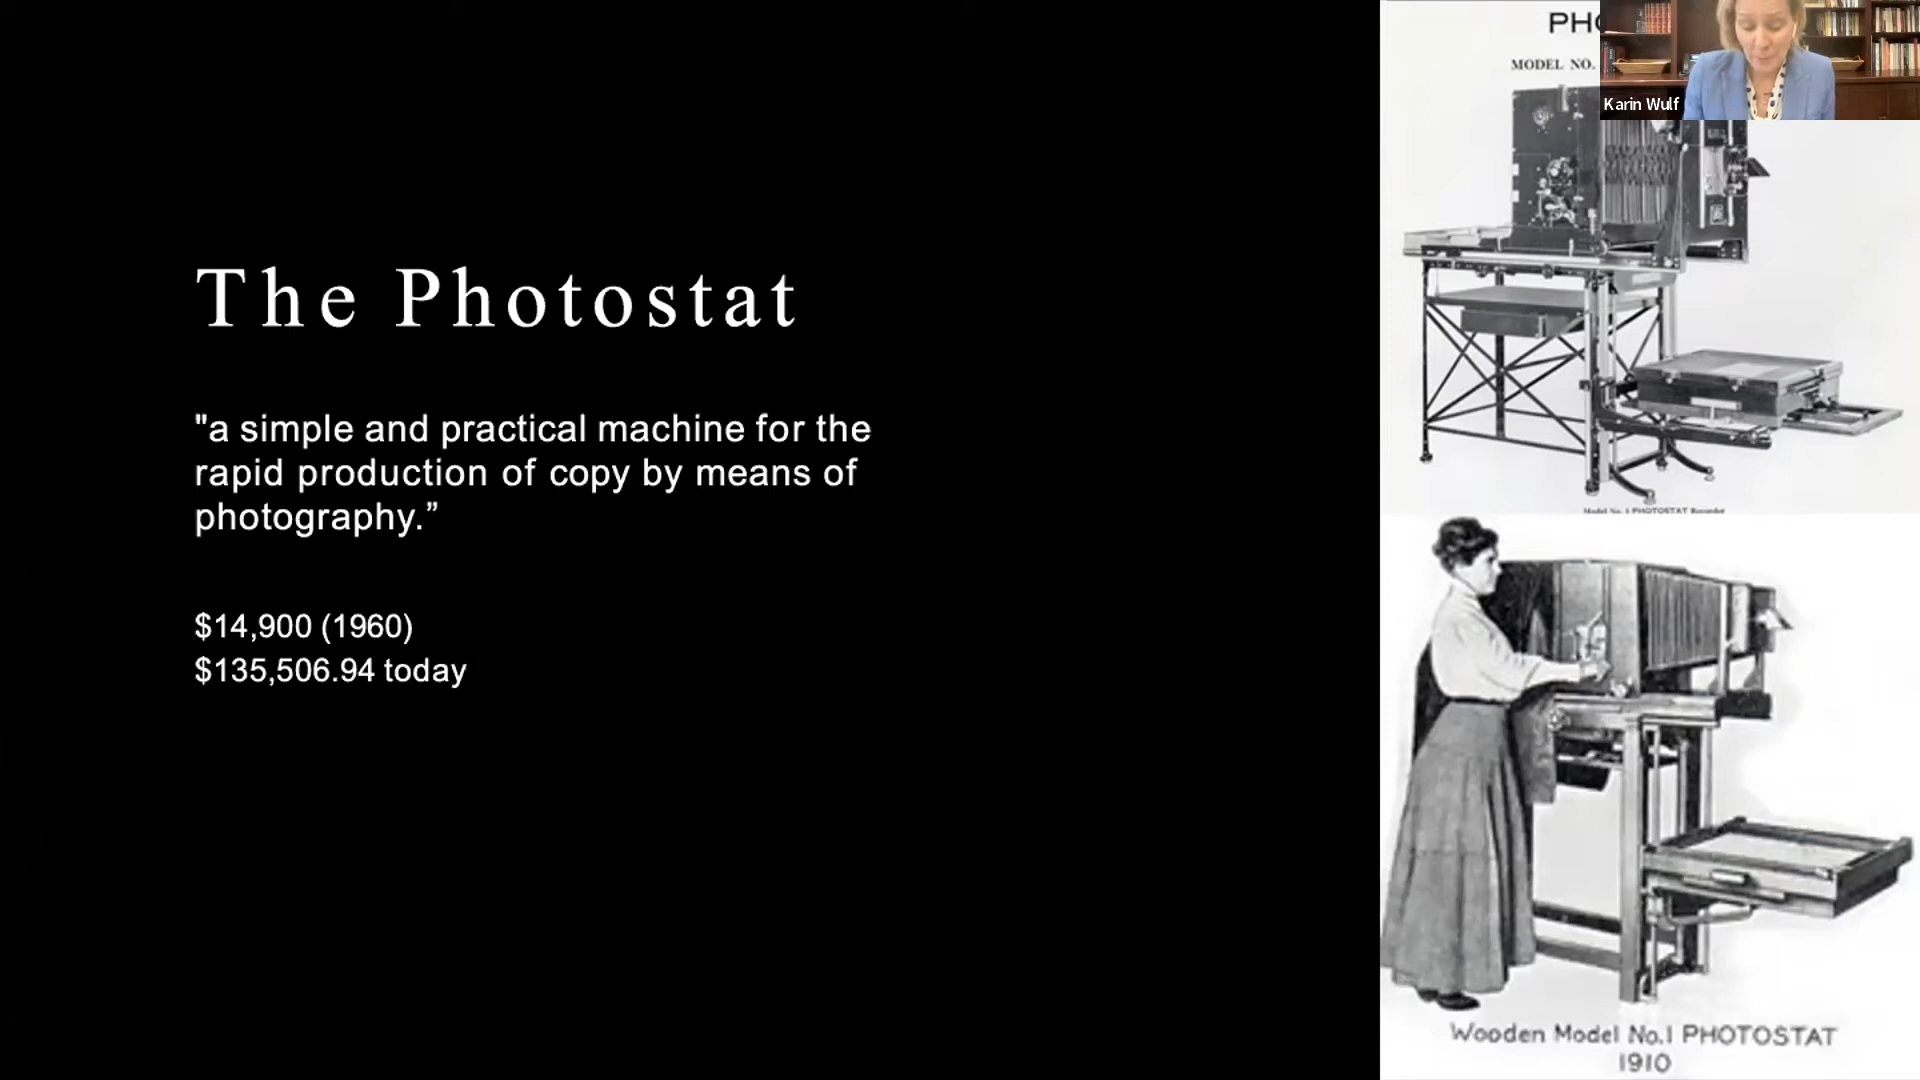 The Photostat
"a simple and practical machine for the
rapid production of copy by means of
photography.”
$14,900 (1960)
$135,506.94 today
PHO
MODEL NO.
Karin Wulf
Model No. 1 PHOTOSTAT Recorder
Wooden Model No.1 PHOTOSTAT
1910